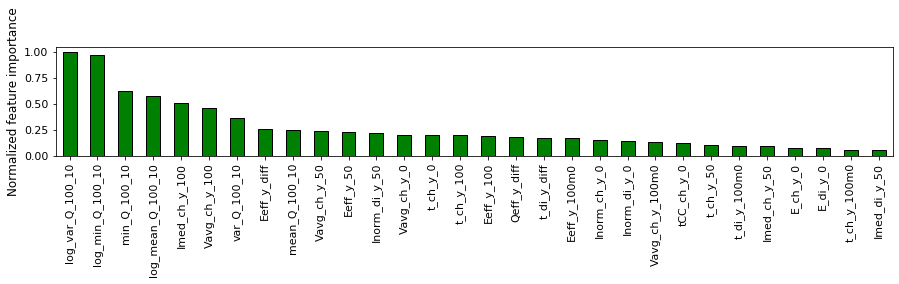 Normalized feature importance
1.00
0.75
0.50
0.25
0.00
log_var_Q_100_10
log_min_Q_100_10
min_Q_100_10
log_mean_Q_100_10
Imed_ch_y_100
Vavg_ch_y_100
var_Q_100_10
Eeff_y_diff
mean_Q_100_10
Vavg_ch_y_50
Eeff_y_50
Inorm_di_y_50
Vavg_ch_y_0
t_ch_y_0
t_ch_y_100
Eeff_y_100
Qeff_y_diff
t_di_y_diff
Eeff_y_100m0
Inorm_ch_y_0
Inorm_di_y_0
Vavg_ch_y_100m0
tCC_ch_y_0
t_ch_y_50
t_di_y_100m0
Imed_ch_y_50
E_ch_y_0
E_di_y_0
t_ch_y_100m0
Imed_di_y_50